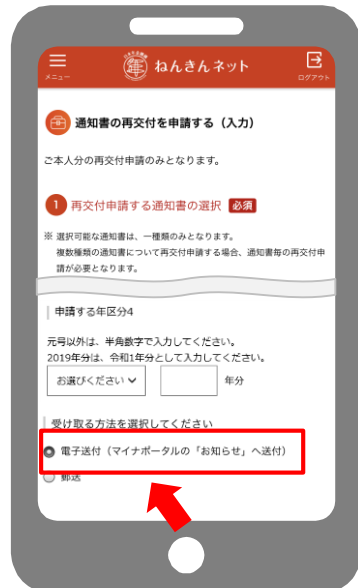 メニュー
ねんきんネット
ログアウト
通知書の再交付を申請する（入力）
ご本人分の再交付申請のみとなります。
1 再交付申請する通知書の選択 必須
※ 選択可能な通知書は、一種類のみとなります。
複数種類の通知書について再交付申請する場合、通知書毎の再交付申
請が必要となります。
申請する年区分4
元号以外は、半角数字で入力してください。
2019年分は、令和1年分として入力してください。
お選びください 年分
受け取る方法を選択してください
電子送付（マイナポータルの「お知らせ」へ送付）
郵送